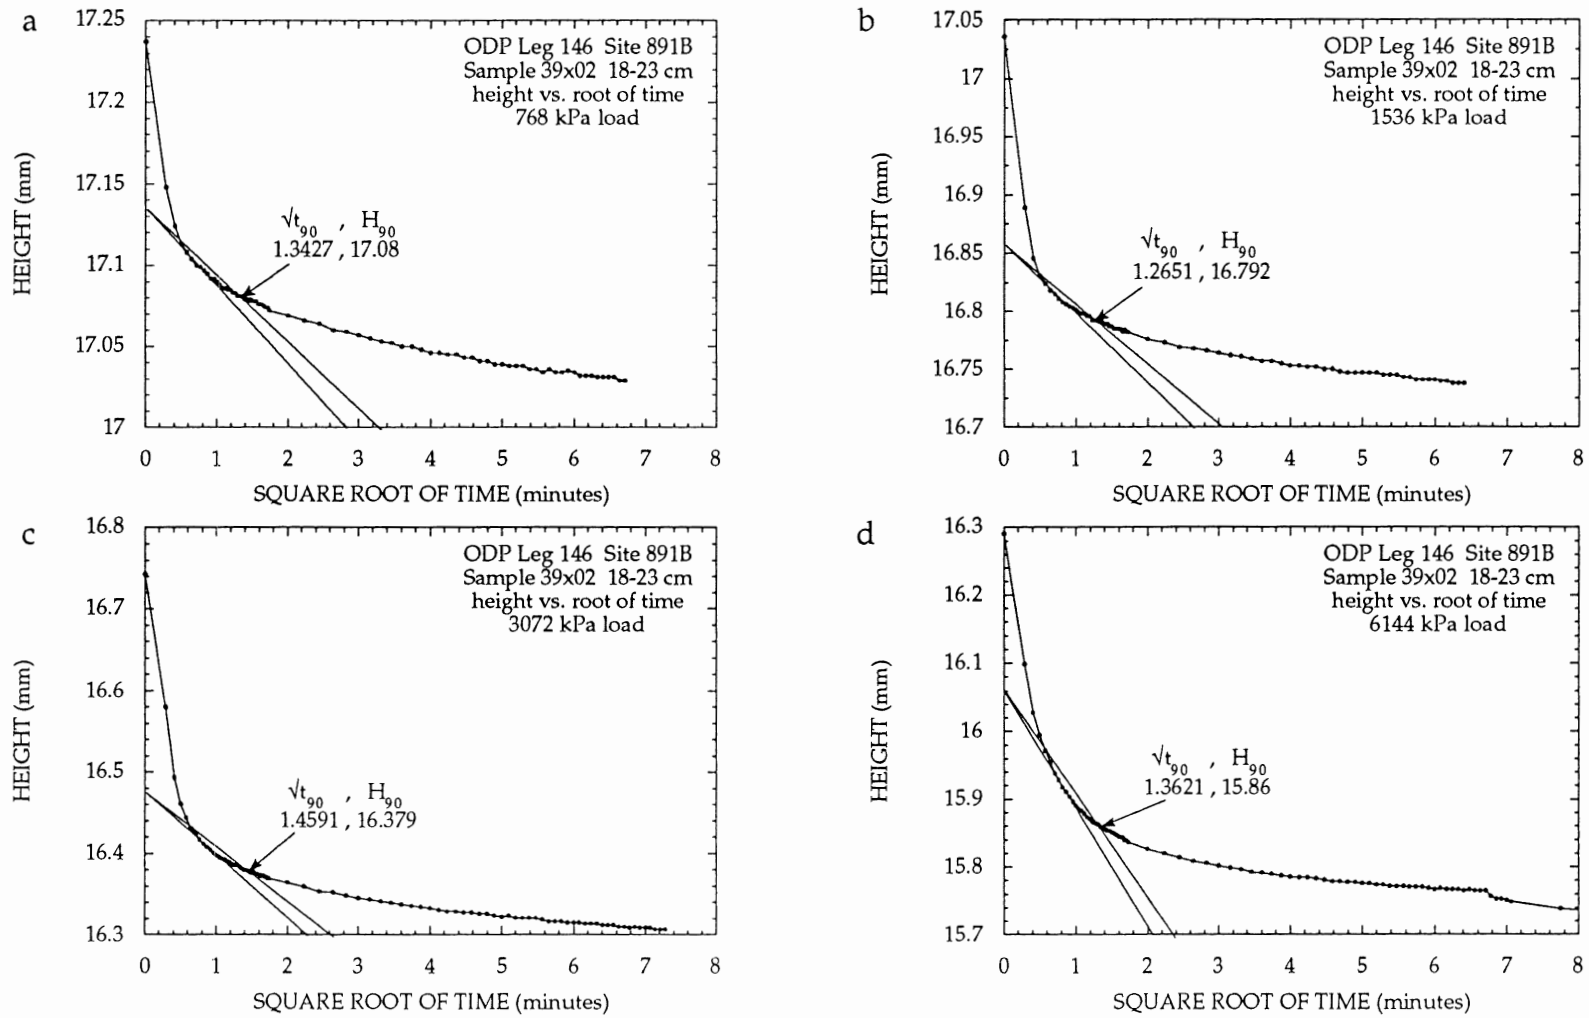 a
17.25
17.2
17.15
17.1
17.05
17
HEIGHT (mm)
ODP Leg 146 Site 891B
Sample 39x02 18-23 cm
height vs. root of time
768 kPa load
√t90 , H90
1.3427 , 17.08
0 1 2 3 4 5 6 7 8
SQUARE ROOT OF TIME (minutes)
b
17.05
17
16.95
16.9
16.85
16.8
16.75
16.7
HEIGHT (mm)
ODP Leg 146 Site 891B
Sample 39x02 18-23 cm
height vs. root of time
1536 kPa load
√t90 , H90
1.2651 , 16.792
0 1 2 3 4 5 6 7 8
SQUARE ROOT OF TIME (minutes)
c
16.8
16.7
16.6
16.5
16.4
16.3
HEIGHT (mm)
ODP Leg 146 Site 891B
Sample 39x02 18-23 cm
height vs. root of time
3072 kPa load
√t90 , H90
1.4591 , 16.379
0 1 2 3 4 5 6 7 8
SQUARE ROOT OF TIME (minutes)
d
16.3
16.2
16.1
16
15.9
15.8
15.7
HEIGHT (mm)
ODP Leg 146 Site 891B
Sample 39x02 18-23 cm
height vs. root of time
6144 kPa load
√t90 , H90
1.3621 , 15.86
0 1 2 3 4 5 6 7 8
SQUARE ROOT OF TIME (minutes)